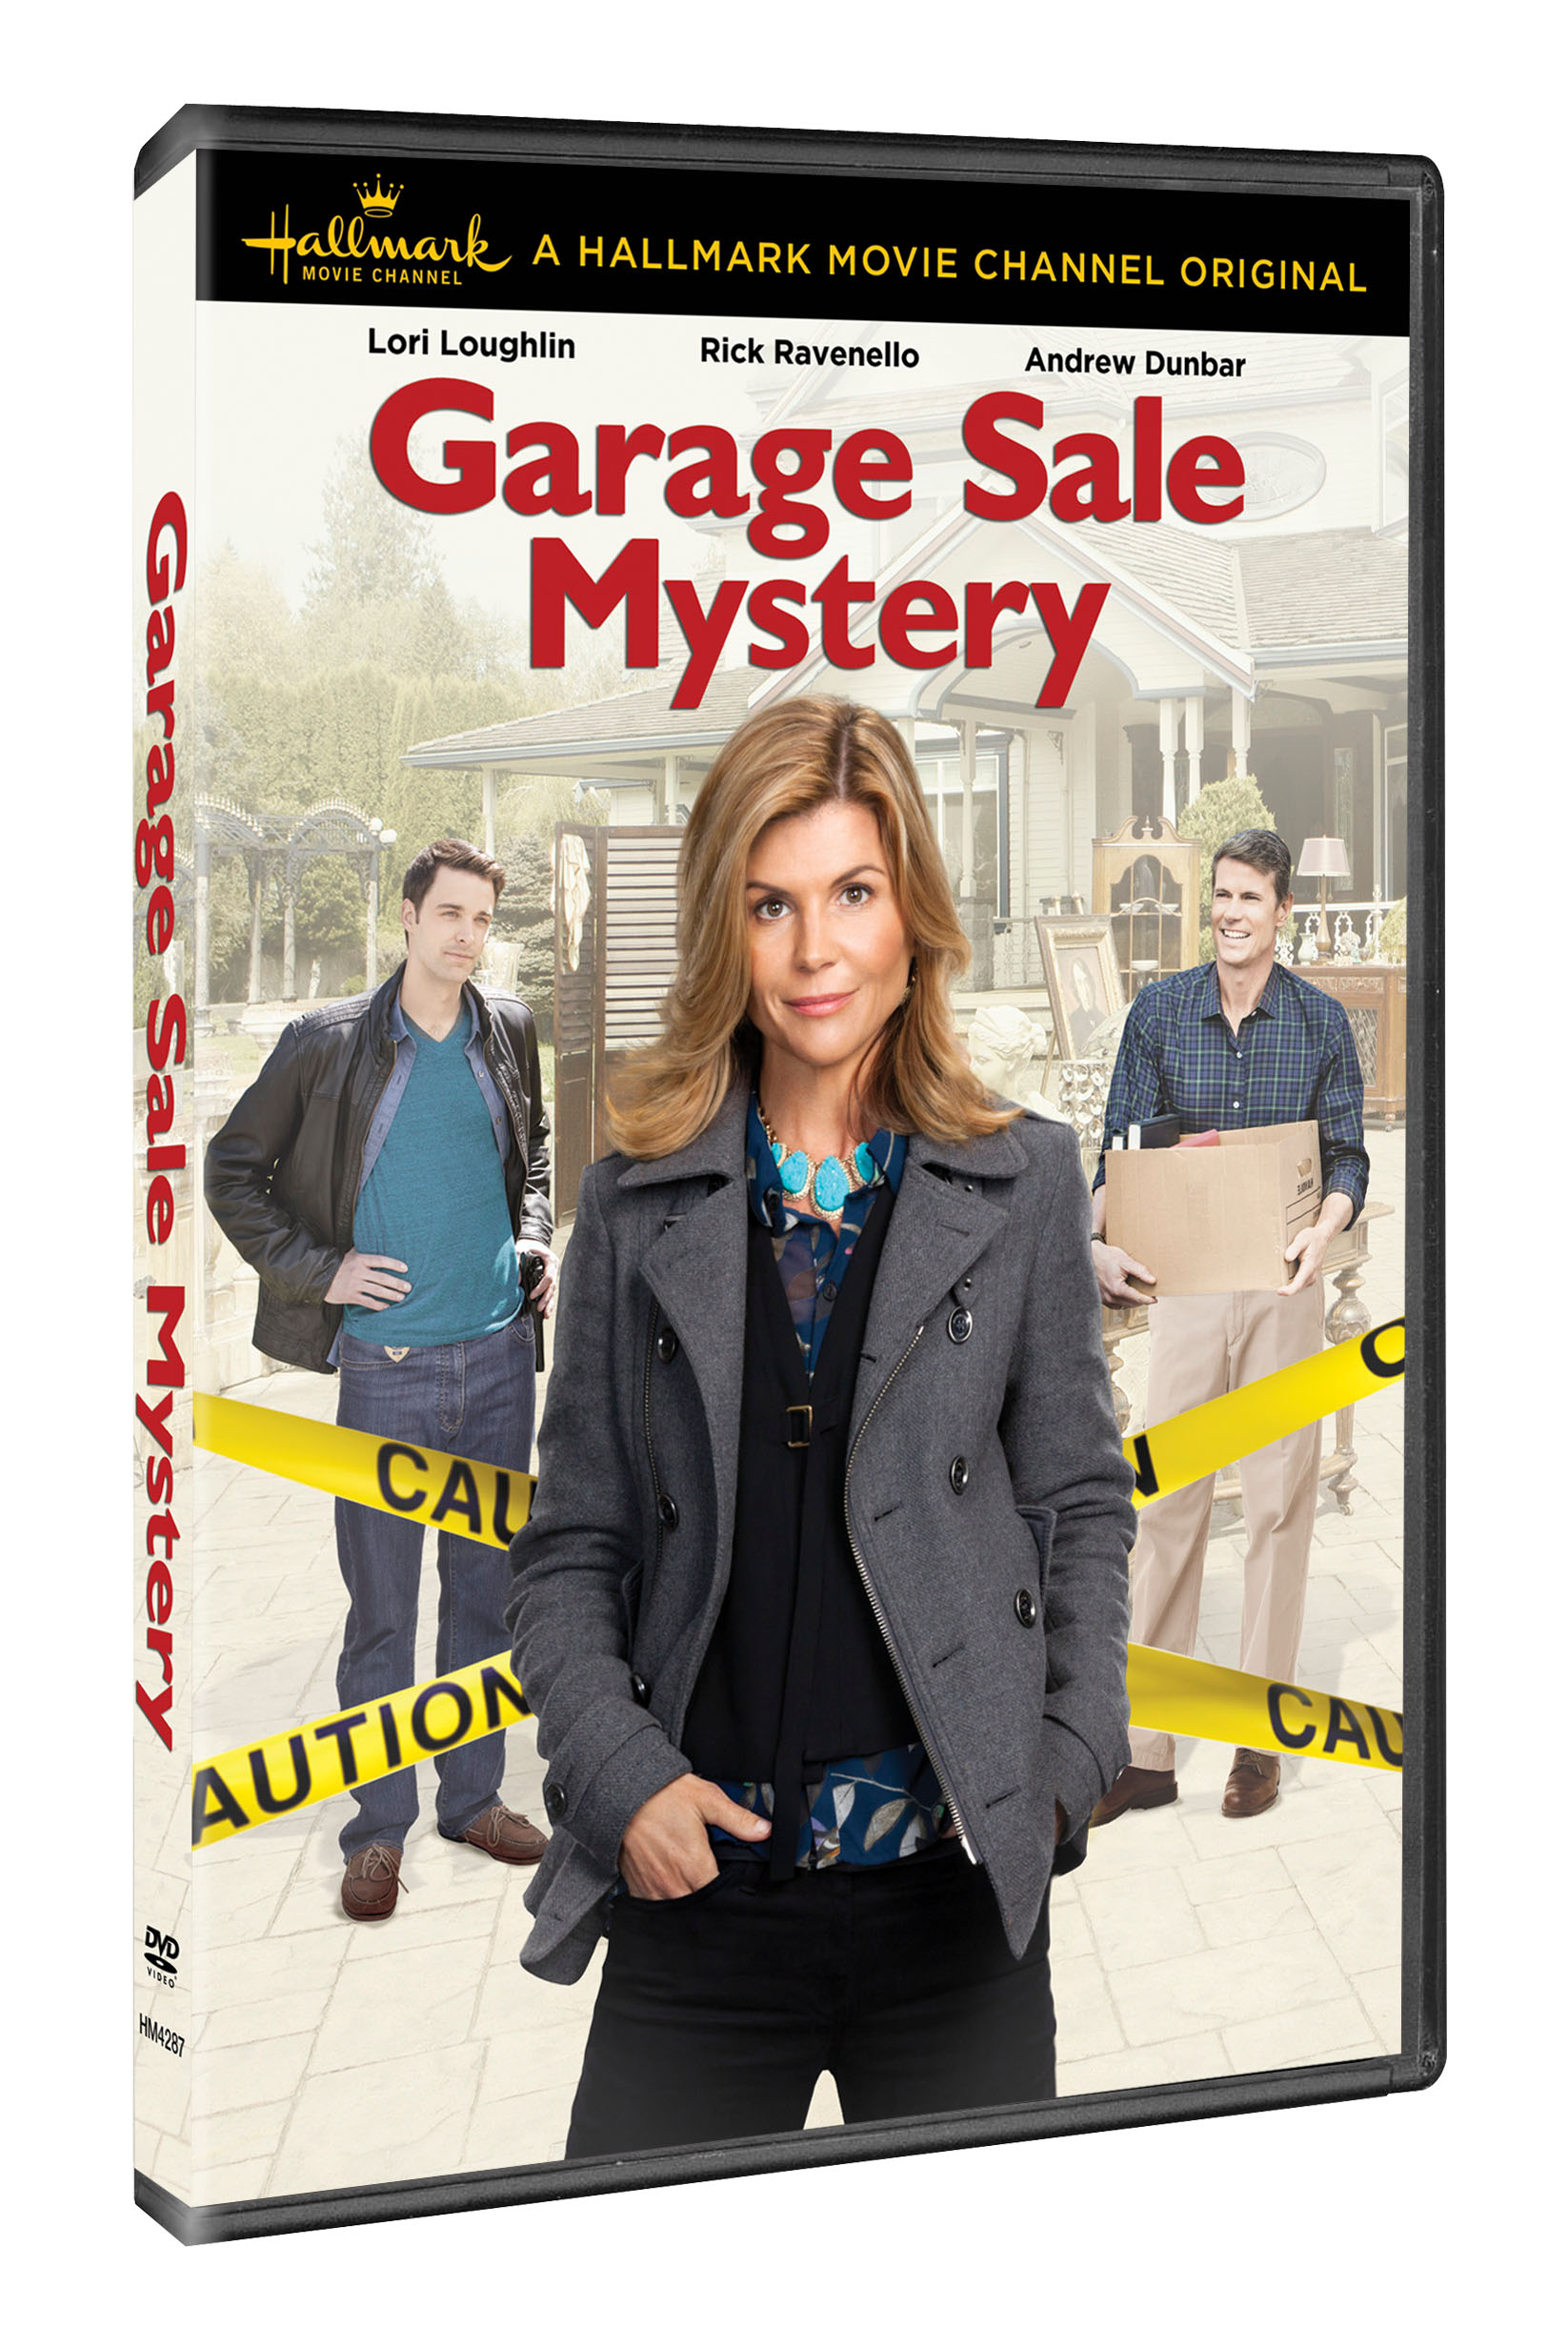 Hallmark
MOVIE CHANNEL
A HALLMARK MOVIE CHANNEL ORIGINAL
Lori Loughlin
Rick Ravenello
Andrew Dunbar
Garage Sale
Mystery
CAU
N
C
AUTION
CAU
Garage Sale Mystery
DVD
VIDEO
HM4287